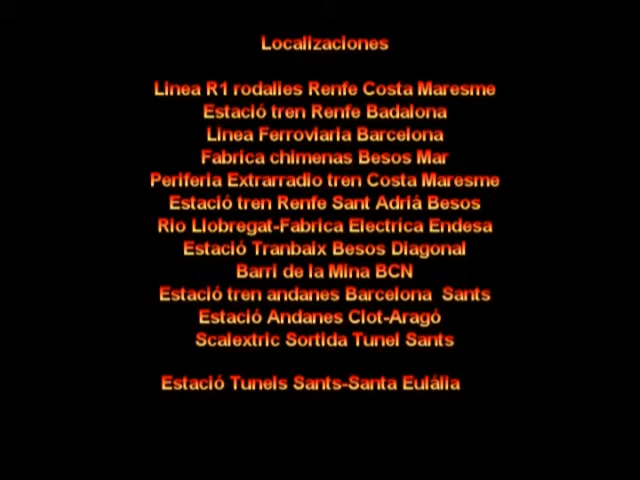 Localizaciones
Linea R1 rodalies Renfe Costa Maresme
Estació tren Renfe Badalona
Linea Ferroviaria Barcelona
Fabrica chimenas Besos Mar
Periferia Extrarradio tren Costa Maresme
Estació tren Renfe Sant Adriá Besos
Rio Llobregat-Fabrica Electrica Endesa
Estació Tranbaix Besos Diagonal
Barri de la Mina BCN
Estació tren andanes Barcelona Sants
Estació Andanes Clot-Aragó
Scalextric Sortida Tunel Sants
Estació Tunels Sants-Santa Eulália